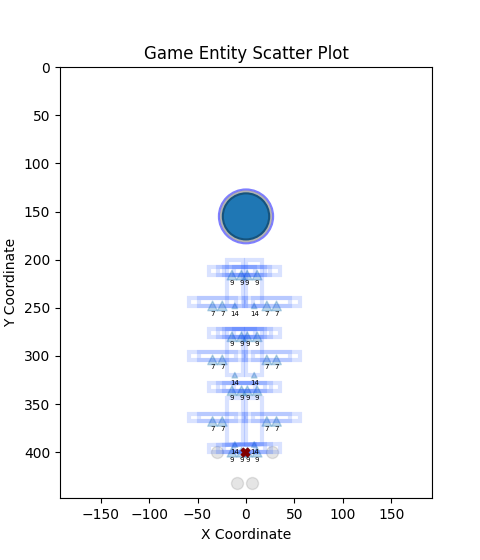 Game Entity Scatter Plot
0
50
100
150
200
250
300
350
400
Y Coordinate
9 9 9 9
7 7 14 14 7 7
9 9 9 9
7 7 7 7
14 14
9 9 9 9
7 7 7 7
14 14
9 9 9 9
−150 −100 −50 0 50 100 150
X Coordinate